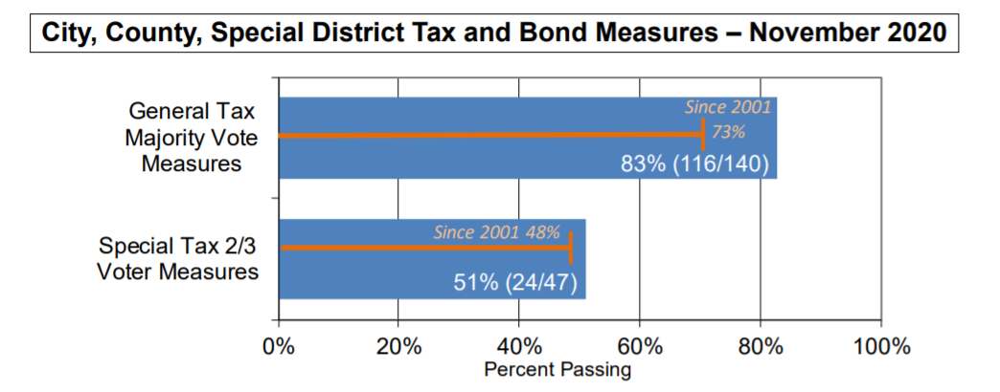 City, County, Special District Tax and Bond Measures – November 2020
General Tax
Majority Vote
Measures
Since 2001
73%
83% (116/140)
Special Tax 2/3
Voter Measures
Since 2001 48%
51% (24/47)
0% 20% 40% 60% 80% 100%
Percent Passing